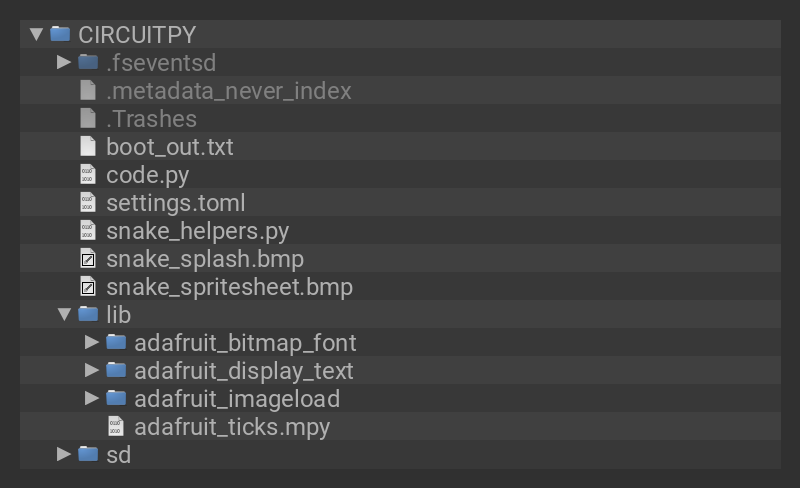 CIRCUITPY
.fseventsd
.metadata_never_index
.Trashes
boot_out.txt
code.py
settings.toml
snake_helpers.py
snake_splash.bmp
snake_spritesheet.bmp
lib
adafruit_bitmap_font
adafruit_display_text
adafruit_imageload
adafruit_ticks.mpy
sd